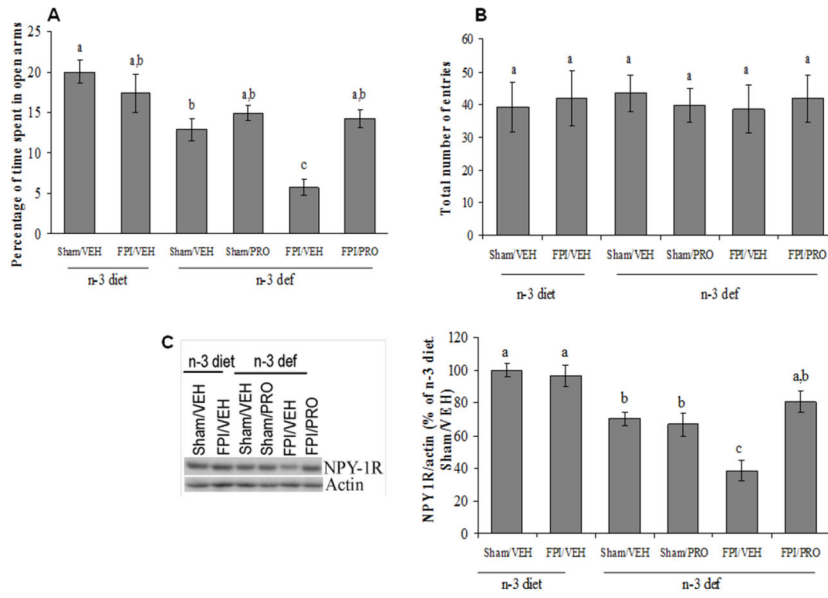 A
Percentage of time spent in open arms
25
20
15
10
5
0
a
a,b
b
a,b
c
a,b
Sham/VEH FPI/VEH Sham/VEH Sham/PRO FPI/VEH FPI/PRO
n-3 diet n-3 def
B
Total number of entries
60
50
40
30
20
10
0
a a a a a a
Sham/VEH FPI/VEH Sham/VEH Sham/PRO FPI/VEH FPI/PRO
n-3 diet n-3 def
C
n-3 diet n-3 def
Sham/VEH
FPI/VEH
Sham/VEH
Sham/PRO
FPI/VEH
FPI/PRO
NPY-1R
Actin
NPY1R/actin (% of n-3 diet.
Sham/VEH)
120
100
80
60
40
20
0
a
a
b
b
c
a,b
Sham/VEH FPI/VEH Sham/VEH Sham/PRO FPI/VEH FPI/PRO
n-3 diet n-3 def